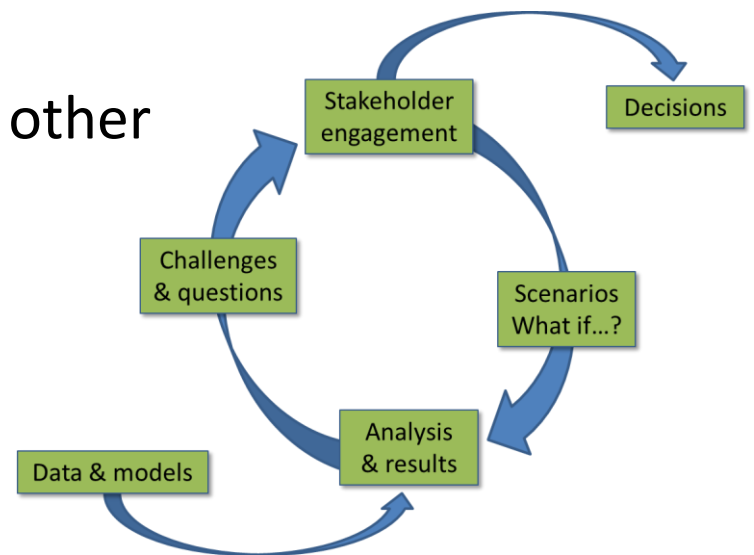 other
Stakeholder
engagement
Decisions
Challenges
& questions
Scenarios
What if...?
Analysis
& results
Data & models